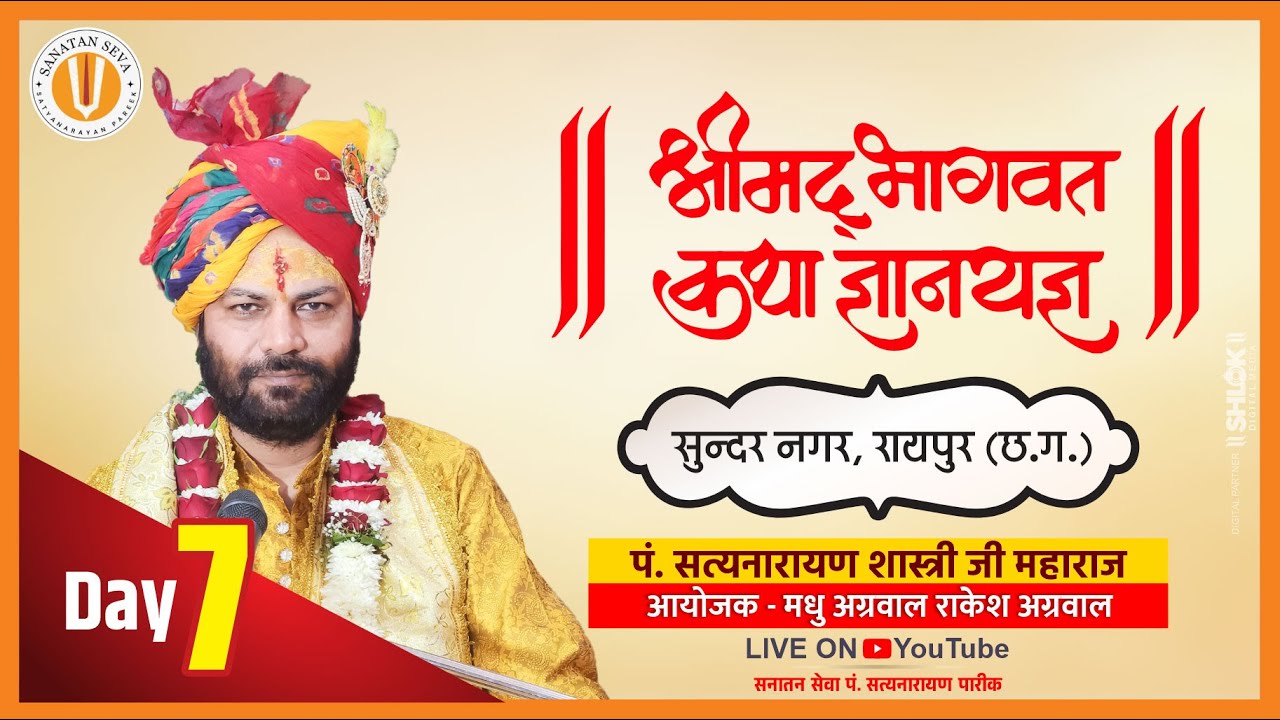 SANATAN SEVA
SATYANARAYAN PAREEK
|| श्रीमद् भागवत
कथा ज्ञानयज्ञ ||
सुन्दर नगर, रायपुर (छ.ग.)
पं. सत्यनारायण शास्त्री जी महाराज
आयोजक - मधु अग्रवाल राकेश अग्रवाल
LIVE ON YouTube
सनातन सेवा पं. सत्यनारायण पारीक
Day 7
DIGITAL PARTNER || SHLOK ||
DIGITAL MEDIA